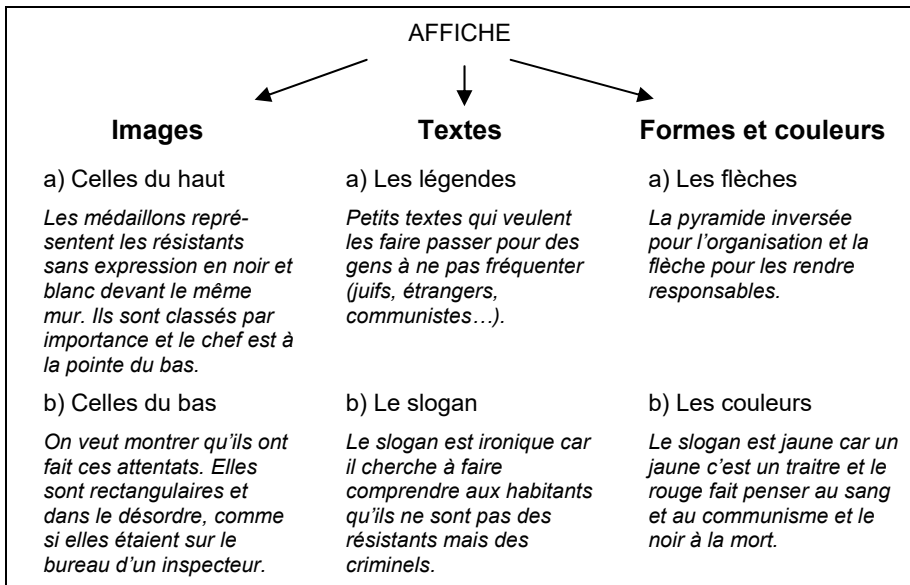 AFFICHE
Images
a) Celles du haut
Les médaillons repré-
sentent les résistants
sans expression en noir et
blanc devant le même
mur. Ils sont classés par
importance et le chef est à
la pointe du bas.
b) Celles du bas
On veut montrer qu'ils ont
fait ces attentats. Elles
sont rectangulaires et
dans le désordre, comme
si elles étaient sur le
bureau d'un inspecteur.
Textes
a) Les légendes
Petits textes qui veulent
les faire passer pour des
gens à ne pas fréquenter
(juifs, étrangers,
communistes…).
b) Le slogan
Le slogan est ironique car
il cherche à faire
comprendre aux habitants
qu'ils ne sont pas des
résistants mais des
criminels.
Formes et couleurs
a) Les flèches
La pyramide inversée
pour l'organisation et la
flèche pour les rendre
responsables.
b) Les couleurs
Le slogan est jaune car un
jaune c'est un traitre et le
rouge fait penser au sang
et au communisme et le
noir à la mort.